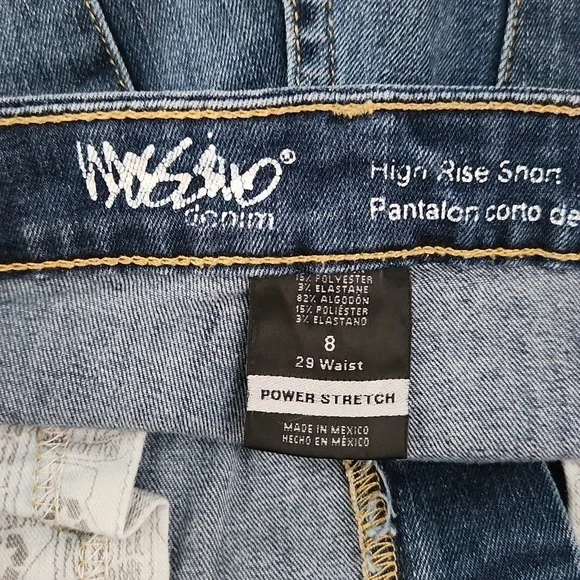 Mossimo®
denim
High Rise Short
Pantalon corto de
15% POLYESTER
3% ELASTANE
82% ALGODÓN
15% POLIÉSTER
3% ELASTANO
8
29 Waist
POWER STRETCH
MADE IN MEXICO
HECHO EN MÉXICO